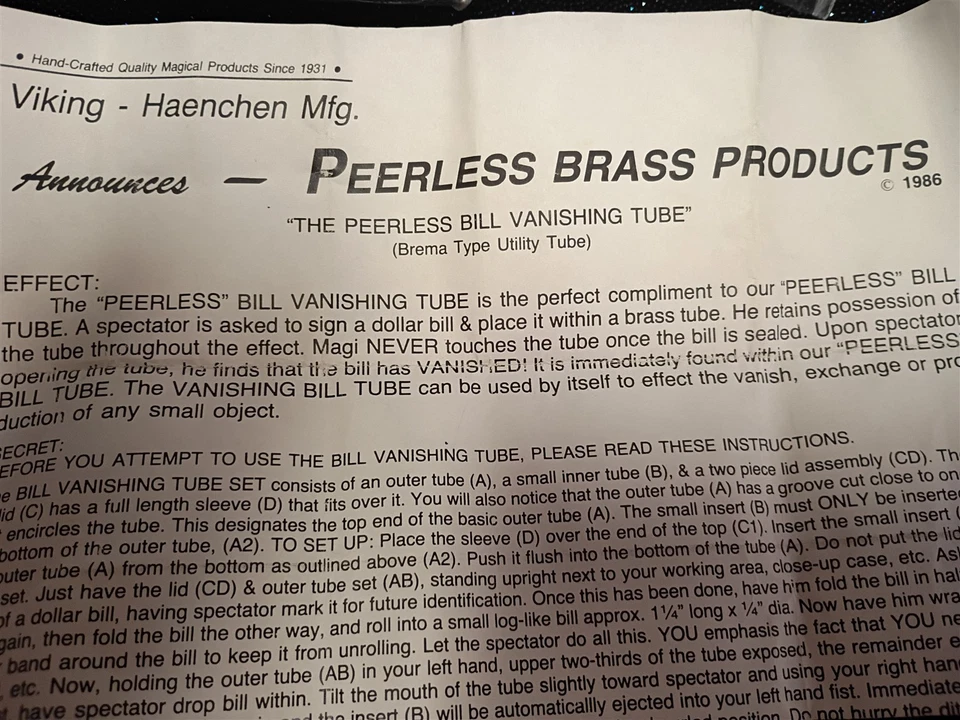 • Hand-Crafted Quality Magical Products Since 1931 •
Viking - Haenchen Mfg.
Announces — PEERLESS BRASS PRODUCTS
© 1986
"THE PEERLESS BILL VANISHING TUBE"
(Brema Type Utility Tube)
EFFECT:
The "PEERLESS" BILL VANISHING TUBE is the perfect compliment to our "PEERLESS" BILL
TUBE. A spectator is asked to sign a dollar bill & place it within a brass tube. He retains possession of
the tube throughout the effect. Magi NEVER touches the tube once the bill is sealed. Upon spectator
opening the tube, he finds that the bill has VANISHED! It is immediately found within our "PEERLESS
BILL TUBE. The VANISHING BILL TUBE can be used by itself to effect the vanish, exchange or pro
duction of any small object.
SECRET:
EFORE YOU ATTEMPT TO USE THE BILL VANISHING TUBE, PLEASE READ THESE INSTRUCTIONS.
e BILL VANISHING TUBE SET consists of an outer tube (A), a small inner tube (B), & a two piece lid assembly (CD). Th
lid (C) has a full length sleeve (D) that fits over it. You will also notice that the outer tube (A) has a groove cut close to on
t encircles the tube. This designates the top end of the basic outer tube (A). The small insert (B) must ONLY be inserte
bottom of the outer tube, (A2). TO SET UP: Place the sleeve (D) over the end of the top (C1). Insert the small insert (
outer tube (A) from the bottom as outlined above (A2). Push it flush into the bottom of the tube (A). Do not put the lid
set. Just have the lid (CD) & outer tube set (AB), standing upright next to your working area, close-up case, etc. As
of a dollar bill, having spectator mark it for future identification. Once this has been done, have him fold the bill in hal
gain, then fold the bill the other way, and roll into a small log-like bill approx. 1¼" long x ¼" dia. Now have him wra
band around the bill to keep it from unrolling. Let the spectator do all this. YOU emphasis the fact that YOU ne
, etc. Now, holding the outer tube (AB) in your left hand, upper two-thirds of the tube exposed, the remainder e
t have spectator drop bill within. Tilt the mouth of the tube slightly toward spectator and using your right han
the insert (B) will be automaticallly ejected into your left hand fist. Immediate
position. Do not hurry the